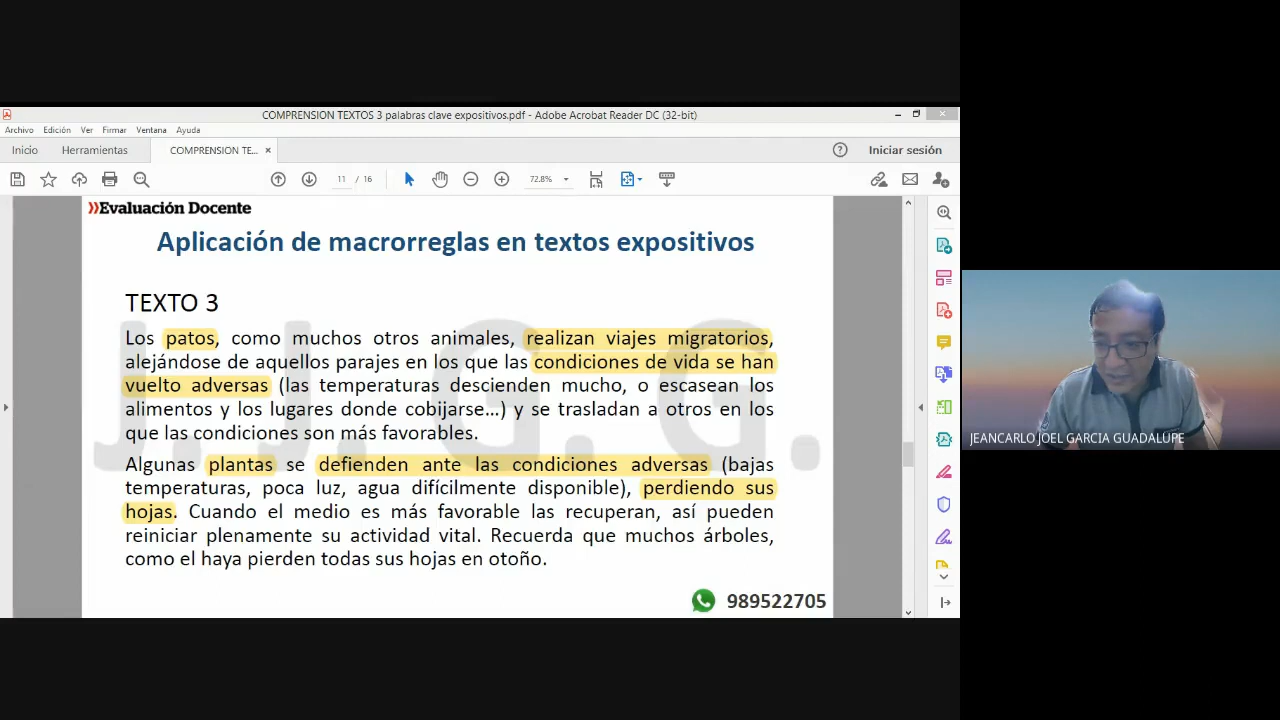 COMPRENSION TEXTOS 3 palabras clave expositivos.pdf - Adobe Acrobat Reader DC (32-bit)
Archivo Edición Ver Firmar Ventana Ayuda
Inicio Herramientas COMPRENSION TE... × Iniciar sesión
11 / 16 72.8%
»Evaluación Docente
Aplicación de macrorreglas en textos expositivos
TEXTO 3
Los patos, como muchos otros animales, realizan viajes migratorios,
alejándose de aquellos parajes en los que las condiciones de vida se han
vuelto adversas (las temperaturas descienden mucho, o escasean los
alimentos y los lugares donde cobijarse...) y se trasladan a otros en los
que las condiciones son más favorables.
Algunas plantas se defienden ante las condiciones adversas (bajas
temperaturas, poca luz, agua difícilmente disponible), perdiendo sus
hojas. Cuando el medio es más favorable las recuperan, así pueden
reiniciar plenamente su actividad vital. Recuerda que muchos árboles,
como el haya pierden todas sus hojas en otoño.
J. J. G. G.
989522705
JEANCARLO JOEL GARCIA GUADALUPE